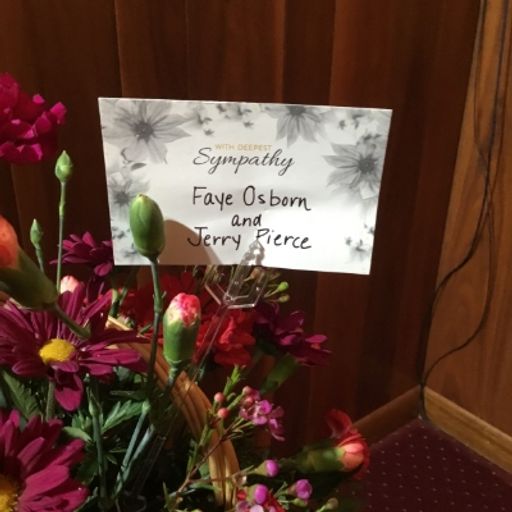 WITH DEEPEST
Sympathy
Faye Osborn
and
Jerry Pierce